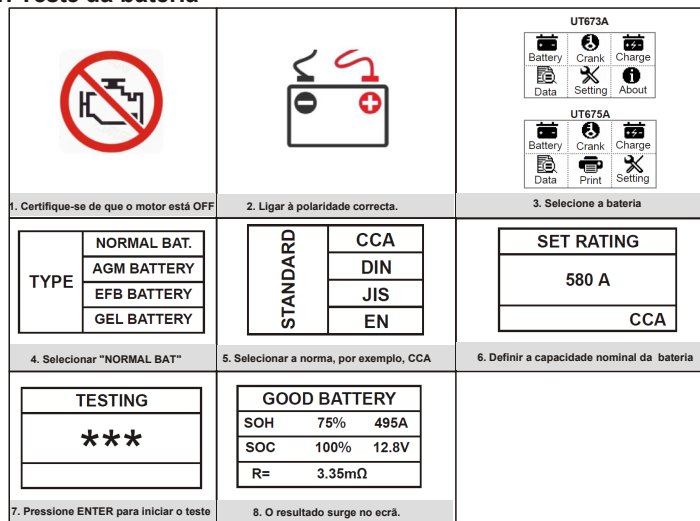 Teste da bateria
UT673A
Battery Crank Charge
Data Setting About
UT675A
Battery Crank Charge
Data Print Setting
1. Certifique-se de que o motor está OFF
2. Ligar à polaridade correcta.
3. Selecione a bateria
TYPE
NORMAL BAT.
AGM BATTERY
EFB BATTERY
GEL BATTERY
STANDARD
CCA
DIN
JIS
EN
SET RATING
580 A
CCA
4. Selecionar "NORMAL BAT"
5. Selecionar a norma, por exemplo, CCA
6. Definir a capacidade nominal da bateria
TESTING
***
GOOD BATTERY
SOH 75% 495A
SOC 100% 12.8V
R= 3.35mΩ
7. Pressione ENTER para iniciar o teste
8. O resultado surge no ecrã.